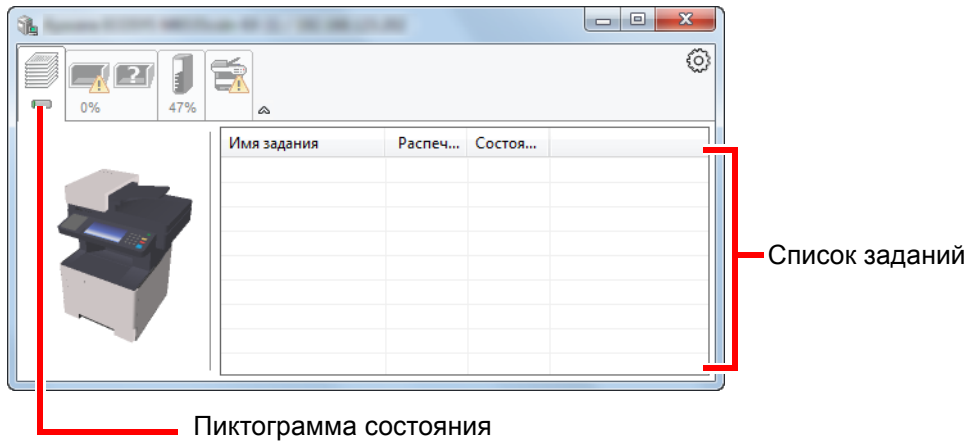 0%
47%
Имя задания Распеч... Состоя...
Список заданий
Пиктограмма состояния